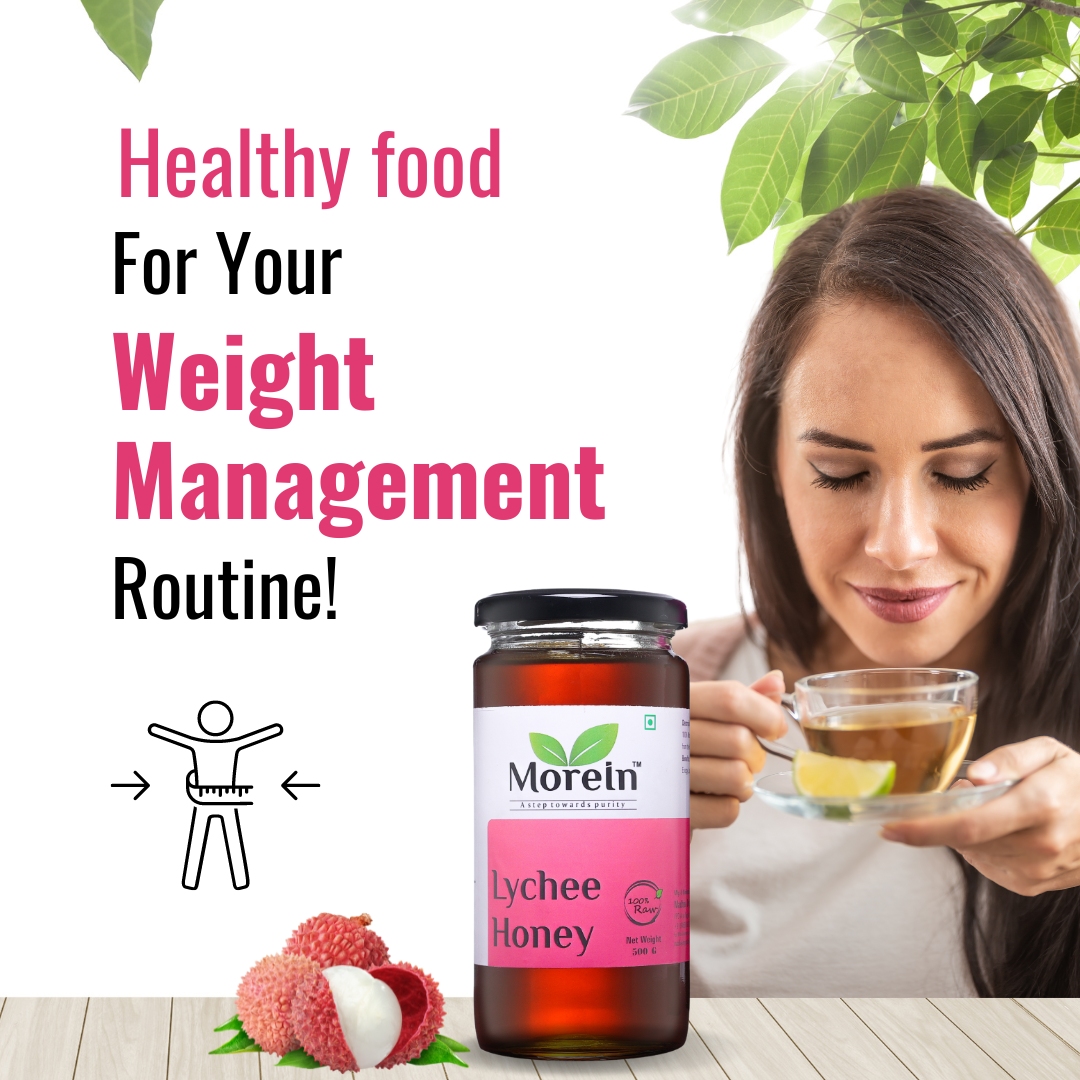 Healthy food
For Your
Weight
Management
Routine!
Morein™
A step towards purity
Lychee
Honey
100%
Raw
Net Weight
500 G